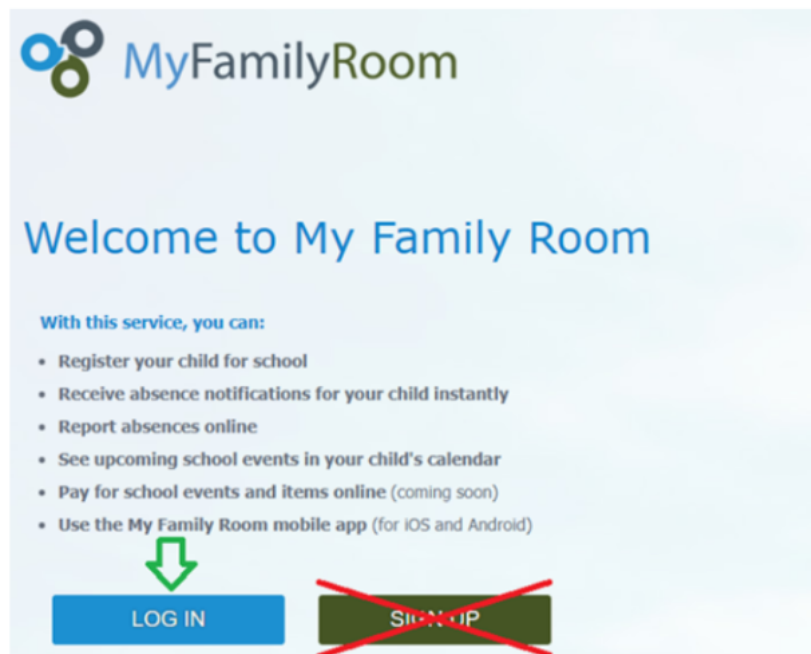 MyFamilyRoom
Welcome to My Family Room
With this service, you can:
• Register your child for school
• Receive absence notifications for your child instantly
• Report absences online
• See upcoming school events in your child's calendar
• Pay for school events and items online (coming soon)
• Use the My Family Room mobile app (for iOS and Android)
LOG IN
SIGN UP